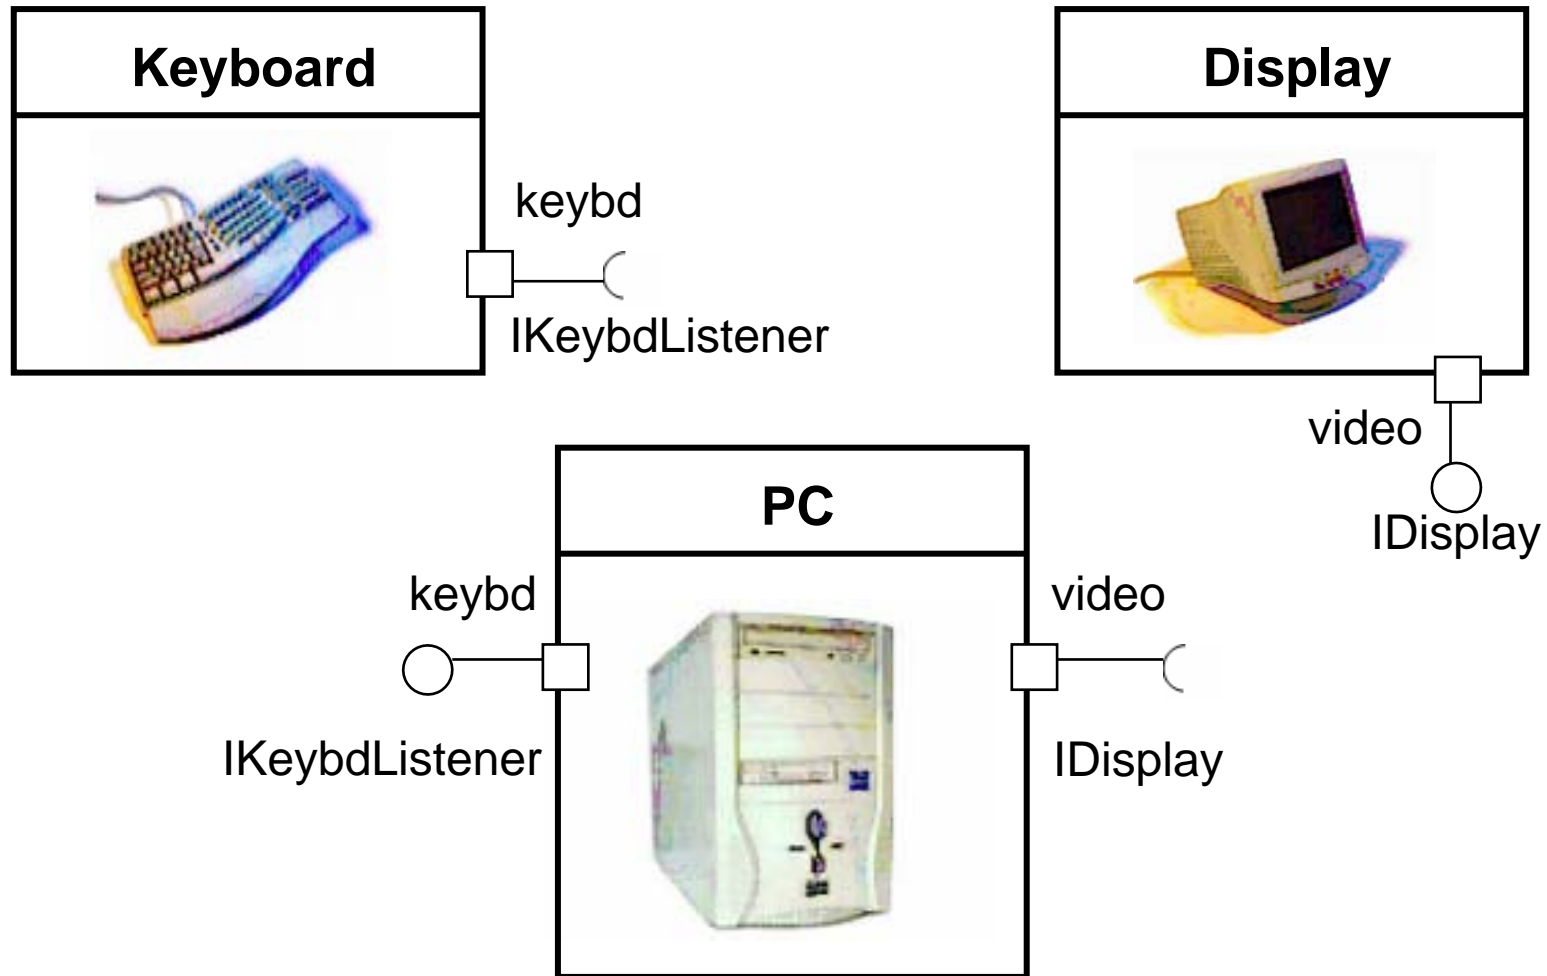 Keyboard
Display
keybd
IKeybdListener
video
IDisplay
PC
keybd
video
IKeybdListener
IDisplay